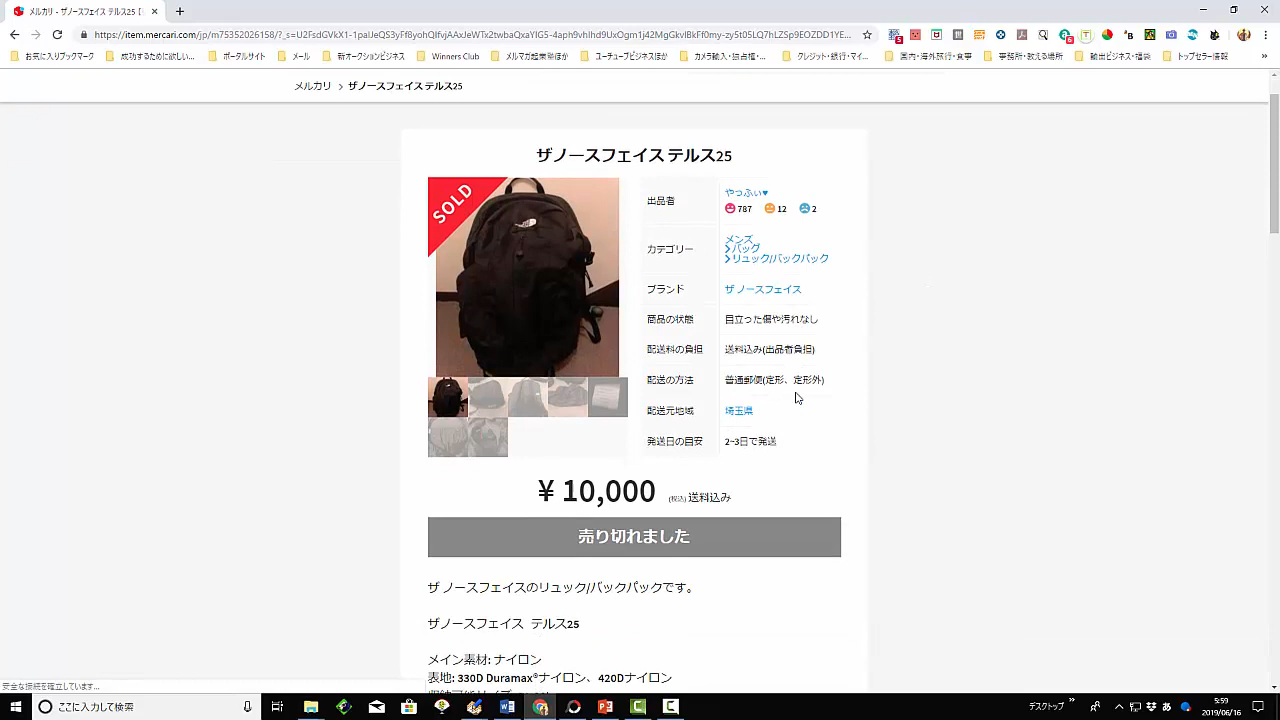 メルカリ - ザノースフェイス テルス25【
https://item.mercari.com/jp/m75352026156/?_s=U2FsdGVkX1-1paIJeQS3yFf8yohQIfvjAAxJeWTx2twbaQxaYIG5-4aph9vhIhd9UxOgm1j42MgGkvIBkFf0my-zy5t05LQ7hLZSp9EOZDD1YE...
お気に入りブックマーク
成功するために欲しい...
ポータルサイト
メール
新オークションビジネス
Winners Club
メルマガ起業塾ほか
ユーチューブビジネスほか
カメラ輸入・独占権・...
クレジット・銀行・マイ...
国内・海外旅行・食事
事務所・教える場所
輸出ビジネス・福袋
トップセラー情報
メルカリ > ザノースフェイス テルス25
ザノースフェイス テルス25
SOLD
出品者 やっふぃ♥
787 12 2
カテゴリー メンズ
バッグ
リュック/バックパック
ブランド ザ ノースフェイス
商品の状態 目立った傷や汚れなし
配送料の負担 送料込み(出品者負担)
配送の方法 普通郵便(定形、定形外)
配送元地域 埼玉県
発送日の目安 2~3日で発送
¥ 10,000 (税込) 送料込み
売り切れました
ザ ノースフェイスのリュック/バックパックです。
ザノースフェイス テルス25
メイン素材: ナイロン
表地: 330D Duramax®ナイロン、420Dナイロン
安全な接続を確立しています...
ここに入力して検索
デスクトップ
5:59
2019/06/16